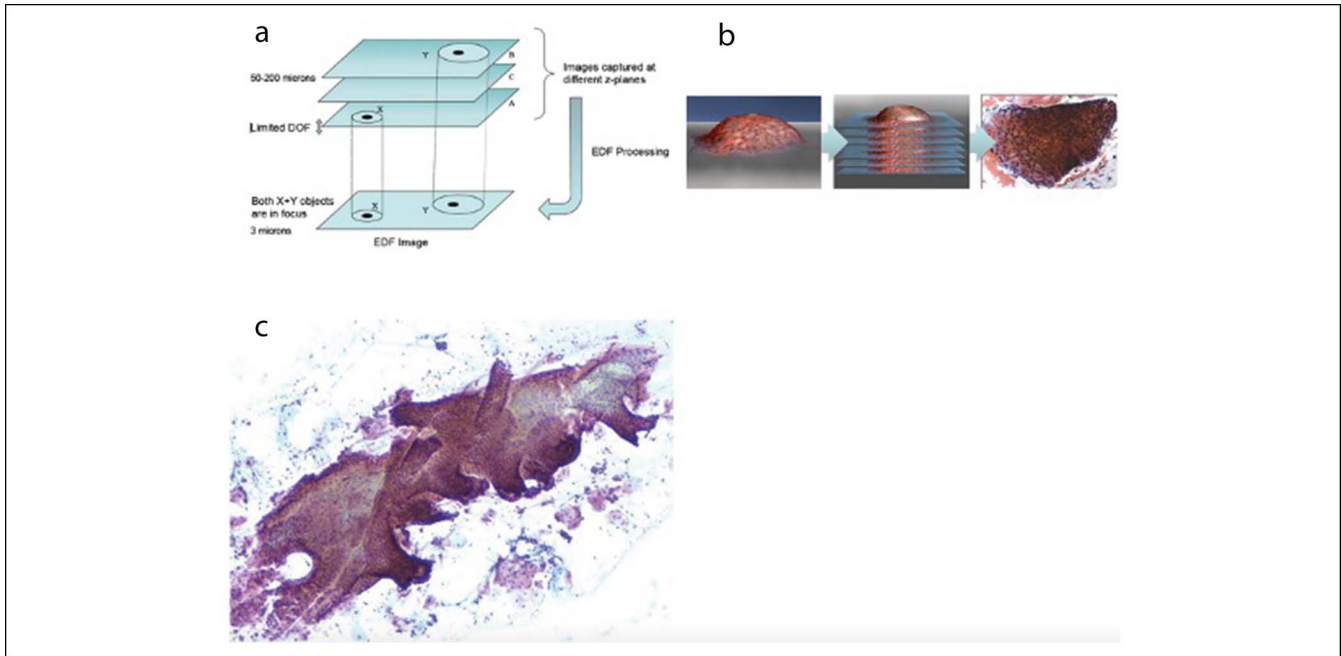 a
Y
B
50-200 microns
C
X
A
Limited DOF
Images captured at
different z-planes
EDF Processing
Both X+Y objects
are in focus
X
Y
3 microns
EDF Image
b
c